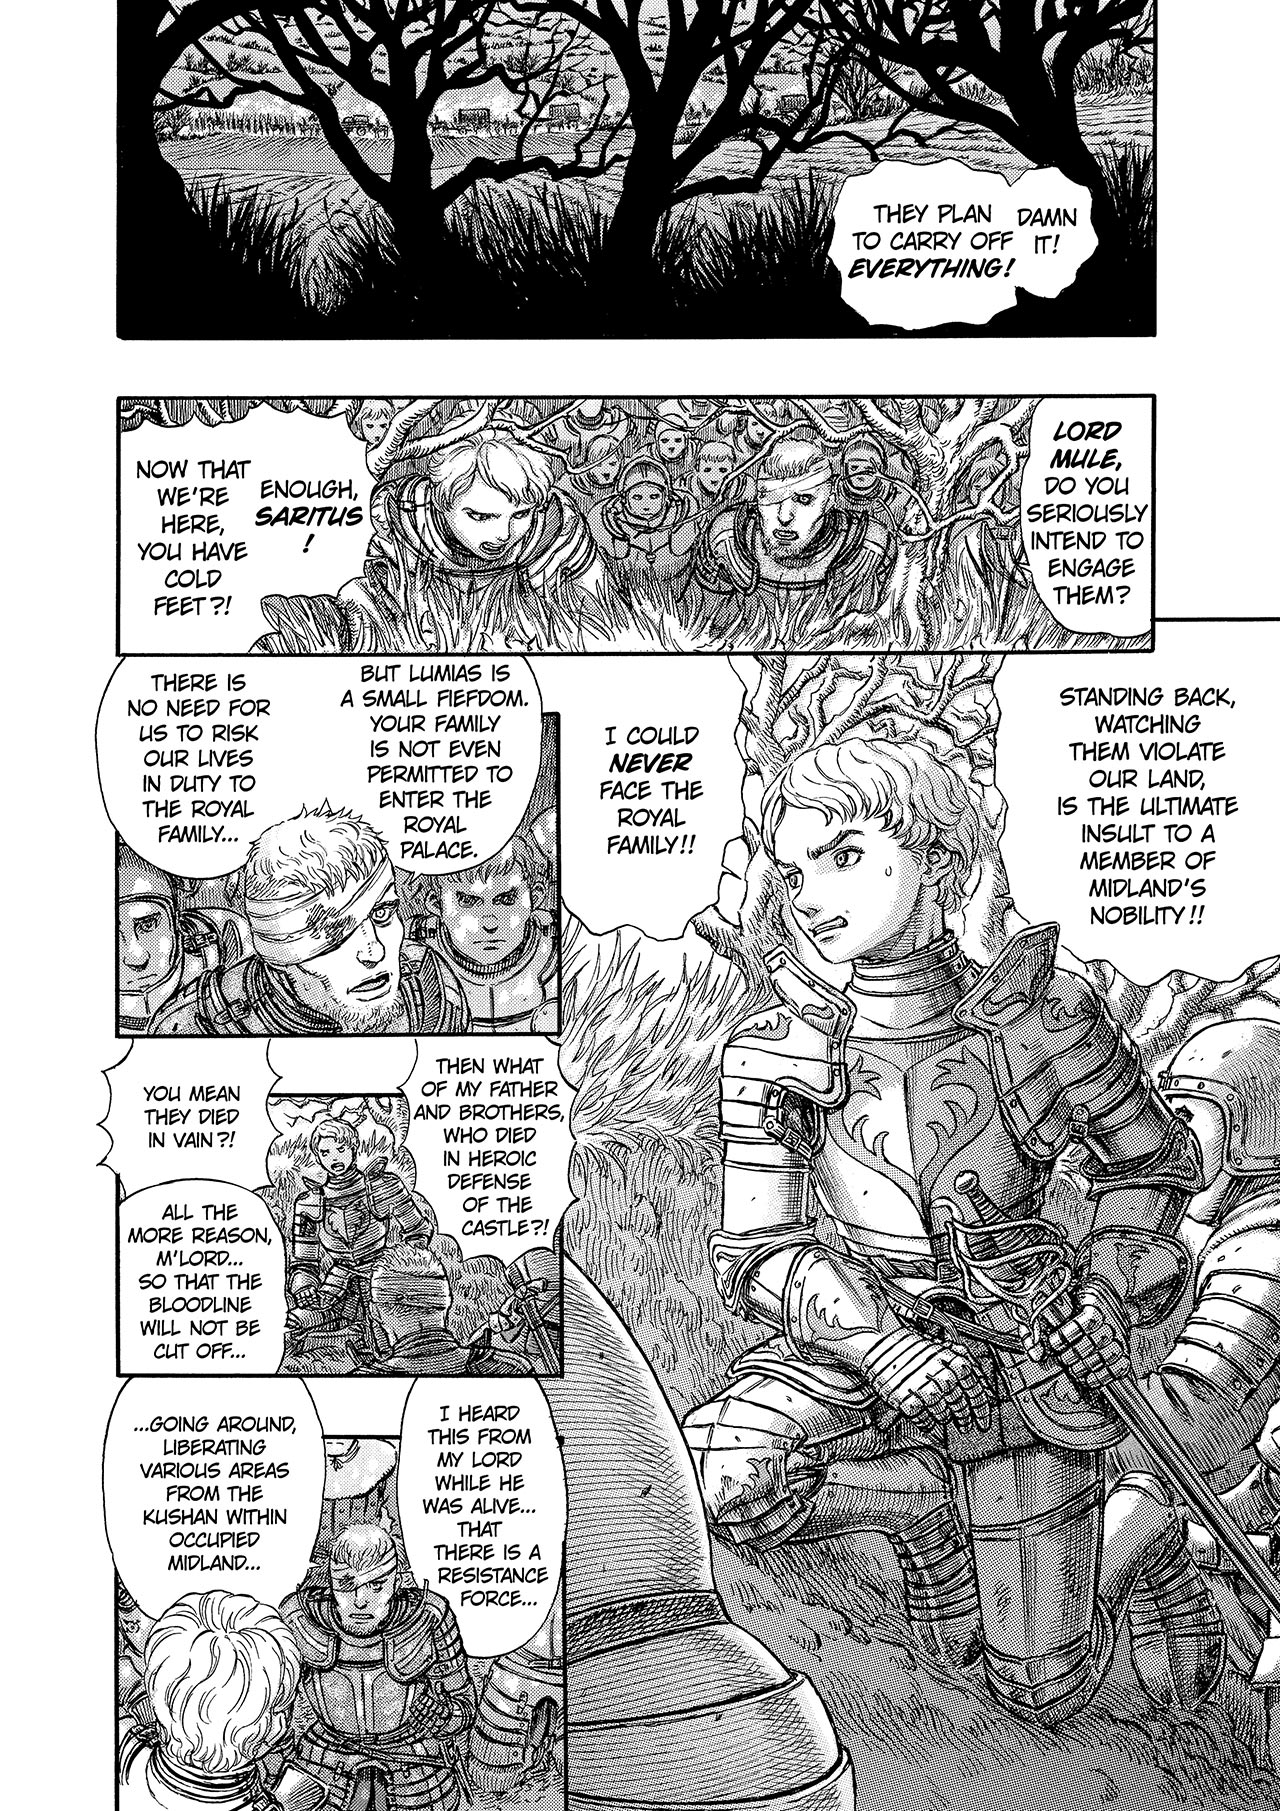 DAMN
IT!
THEY PLAN
TO CARRY OFF
EVERYTHING!
LORD
MULE,
DO YOU
SERIOUSLY
INTEND TO
ENGAGE
THEM?
ENOUGH,
SARITUS
!
NOW THAT
WE'RE
HERE,
YOU HAVE
COLD
FEET?!
STANDING BACK,
WATCHING
THEM VIOLATE
OUR LAND,
IS THE ULTIMATE
INSULT TO A
MEMBER OF
MIDLAND'S
NOBILITY!!
I COULD
NEVER
FACE THE
ROYAL
FAMILY!!
BUT LUMIAS IS
A SMALL FIEFDOM.
YOUR FAMILY
IS NOT EVEN
PERMITTED TO
ENTER THE
ROYAL
PALACE.
THERE IS
NO NEED FOR
US TO RISK
OUR LIVES
IN DUTY TO
THE ROYAL
FAMILY...
THEN WHAT
OF MY FATHER
AND BROTHERS,
WHO DIED
IN HEROIC
DEFENSE
OF THE
CASTLE?!
YOU MEAN
THEY DIED
IN VAIN?!
ALL THE
MORE REASON,
M'LORD...
SO THAT THE
BLOODLINE
WILL NOT BE
CUT OFF...
I HEARD
THIS FROM
MY LORD
WHILE HE
WAS ALIVE...
THAT
THERE IS A
RESISTANCE
FORCE...
...GOING AROUND,
LIBERATING
VARIOUS AREAS
FROM THE
KUSHAN WITHIN
OCCUPIED
MIDLAND...